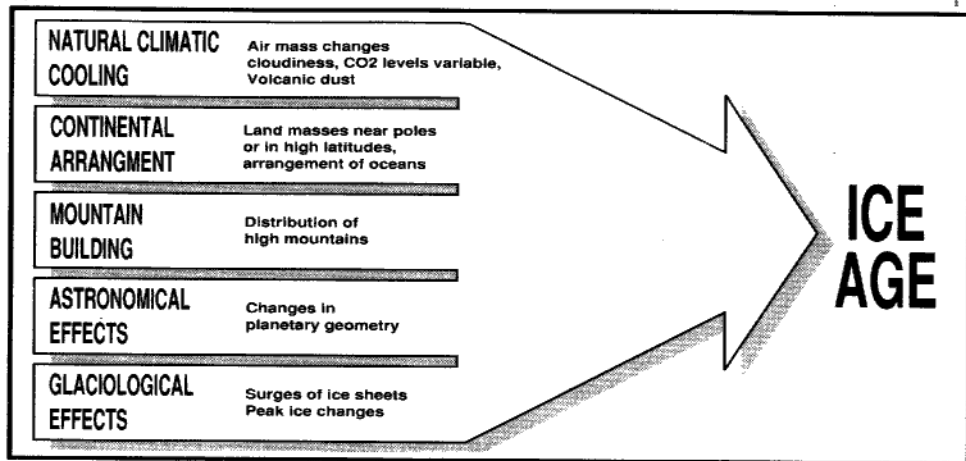 NATURAL CLIMATIC
COOLING
Air mass changes
cloudiness, CO2 levels variable,
Volcanic dust
CONTINENTAL
ARRANGMENT
Land masses near poles
or in high latitudes,
arrangement of oceans
MOUNTAIN
BUILDING
Distribution of
high mountains
ASTRONOMICAL
EFFECTS
Changes in
planetary geometry
GLACIOLOGICAL
EFFECTS
Surges of ice sheets
Peak ice changes
ICE
AGE